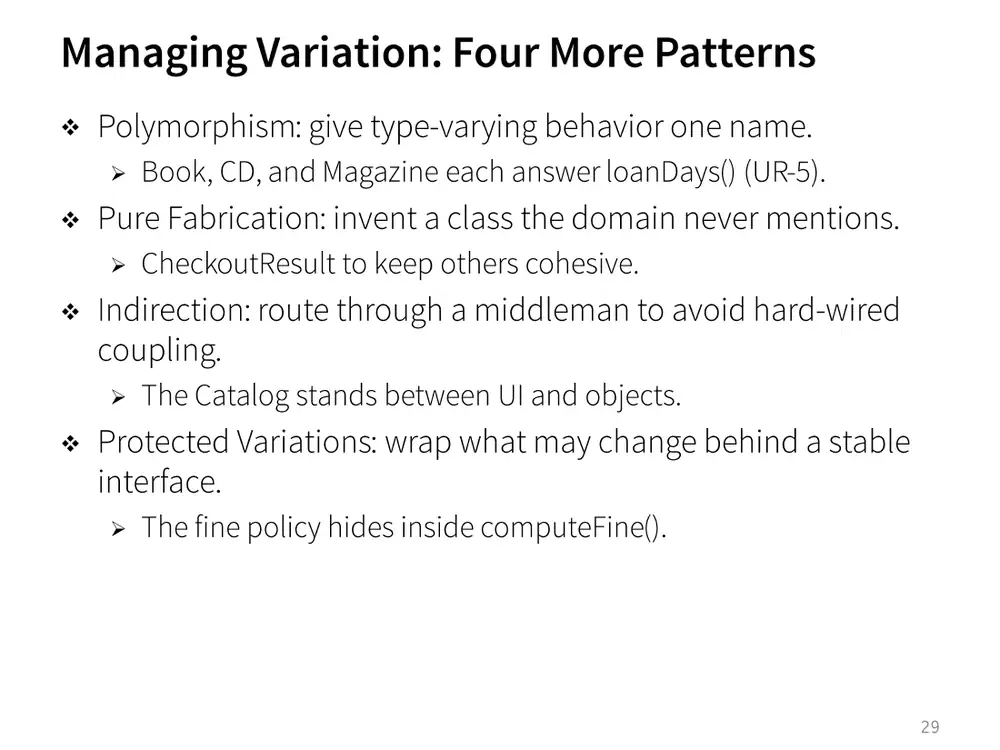 Managing Variation: Four More Patterns
❖ Polymorphism: give type-varying behavior one name.
➢ Book, CD, and Magazine each answer loanDays() (UR-5).
❖ Pure Fabrication: invent a class the domain never mentions.
➢ CheckoutResult to keep others cohesive.
❖ Indirection: route through a middleman to avoid hard-wired
coupling.
➢ The Catalog stands between UI and objects.
❖ Protected Variations: wrap what may change behind a stable
interface.
➢ The fine policy hides inside computeFine().
29